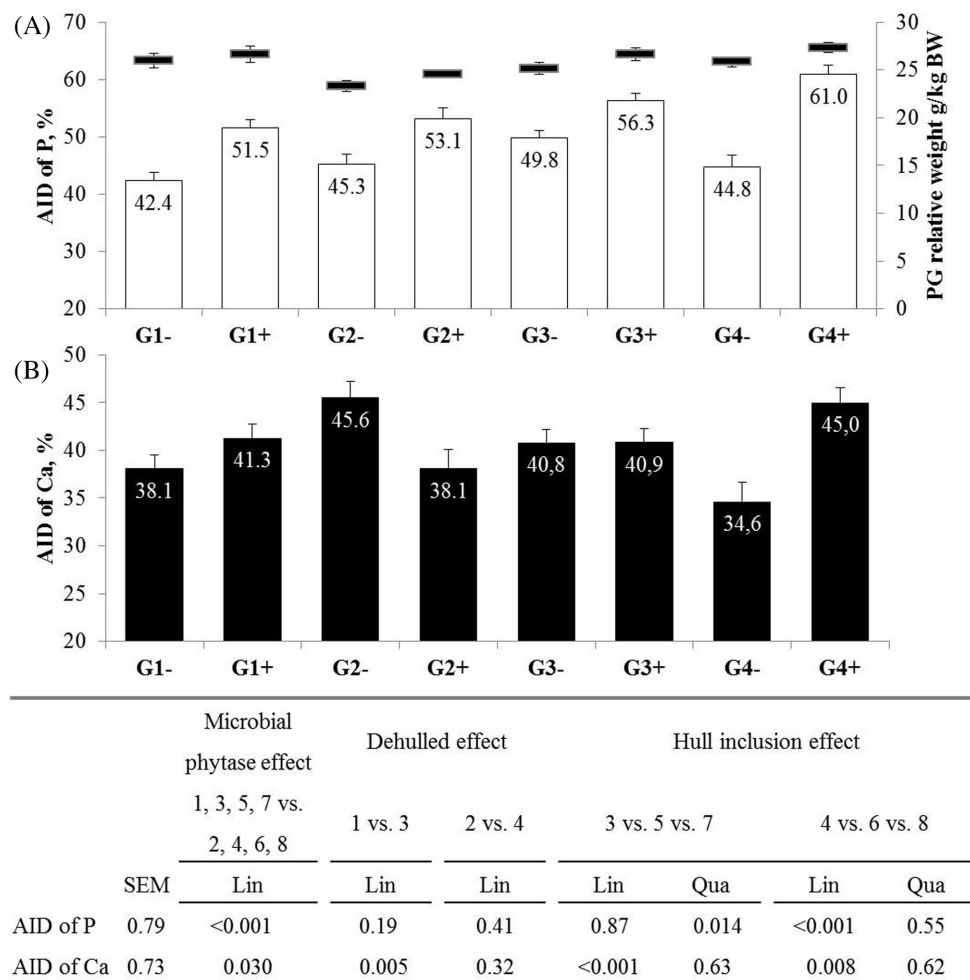 (A)
70
60
50
40
30
20
AID of P, %
42.4
51.5
45.3
53.1
49.8
56.3
44.8
61.0
30
25
20
15
10
5
0
PG relative weight g/kg BW
G1- G1+ G2- G2+ G3- G3+ G4- G4+
(B)
50
45
40
35
30
25
20
AID of Ca, %
38.1
41.3
45.6
38.1
40,8
40,9
34,6
45,0
G1- G1+ G2- G2+ G3- G3+ G4- G4+
Microbial
phytase effect
Dehulled effect
Hull inclusion effect
1, 3, 5, 7 vs.
2, 4, 6, 8
1 vs. 3 2 vs. 4 3 vs. 5 vs. 7 4 vs. 6 vs. 8
SEM Lin Lin Lin Lin Qua Lin Qua
AID of P 0.79 <0.001 0.19 0.41 0.87 0.014 <0.001 0.55
AID of Ca 0.73 0.030 0.005 0.32 <0.001 0.63 0.008 0.62